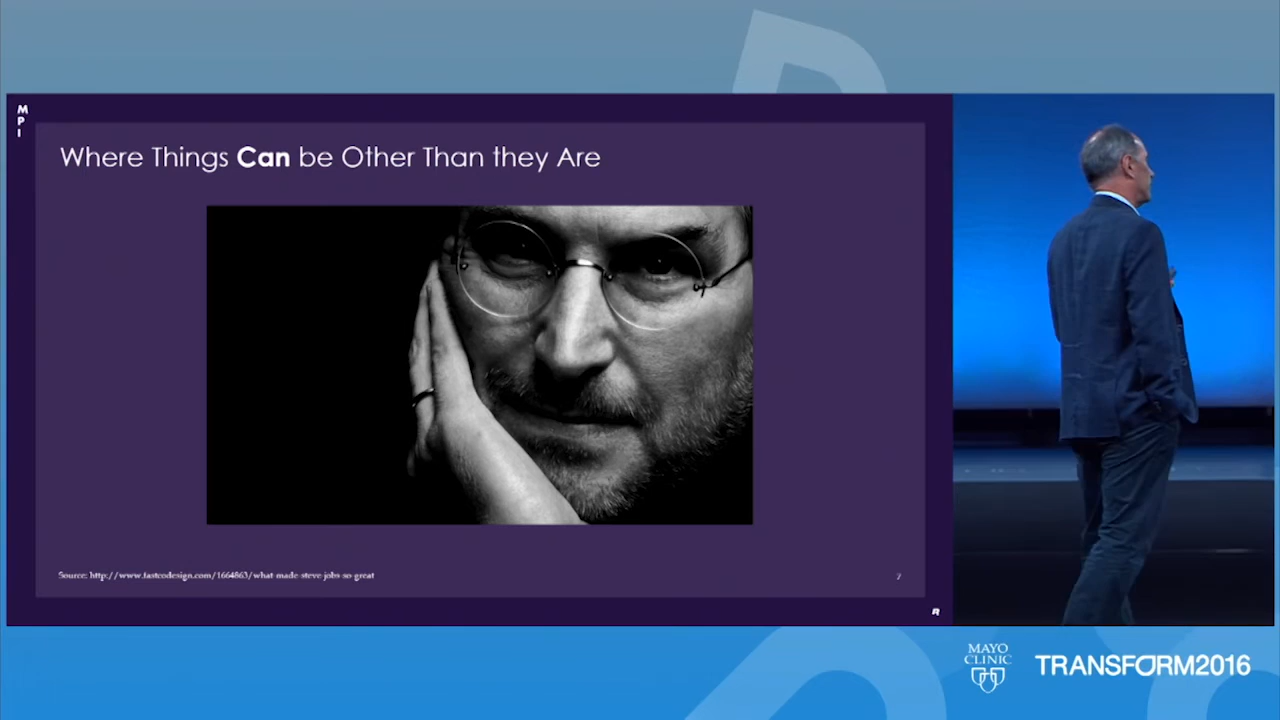 M
P
I
Where Things Can be Other Than they Are
Source: http://www.fastcodesign.com/1664863/what-made-steve-jobs-so-great
7
R
MAYO
CLINIC
TRANSFORM2016